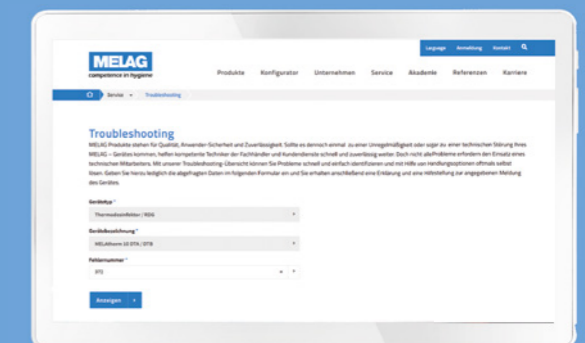 Language Anmeldung Kontakt
MELAG
competence in hygiene
Produkte Konfigurator Unternehmen Service Akademie Referenzen Karriere
Service Troubleshooting
Troubleshooting
MELAG Produkte stehen für Qualität, Anwender-Sicherheit und Zuverlässigkeit. Sollte es dennoch einmal zu einer Unregelmäßigkeit oder sogar zu einer technischen Störung Ihres
MELAG – Gerätes kommen, helfen kompetente Techniker der Fachhändler und Kundendienste schnell und zuverlässig weiter. Doch nicht alle Probleme erfordern den Einsatz eines
technischen Mitarbeiters. Mit unserer Troubleshooting-Übersicht können Sie Probleme schnell und einfach identifizieren und mit Hilfe von Handlungsoptionen oftmals selbst
lösen. Geben Sie hierzu lediglich die abgefragten Daten im folgenden Formular ein und Sie erhalten anschließend eine Erklärung und eine Hilfestellung zur angegebenen Meldung
des Gerätes.
Gerätetyp *
Thermodesinfektor / RDG
Gerätebezeichnung *
MELAtherm 10 DTA / DTB
Fehlernummer *
372
Anzeigen